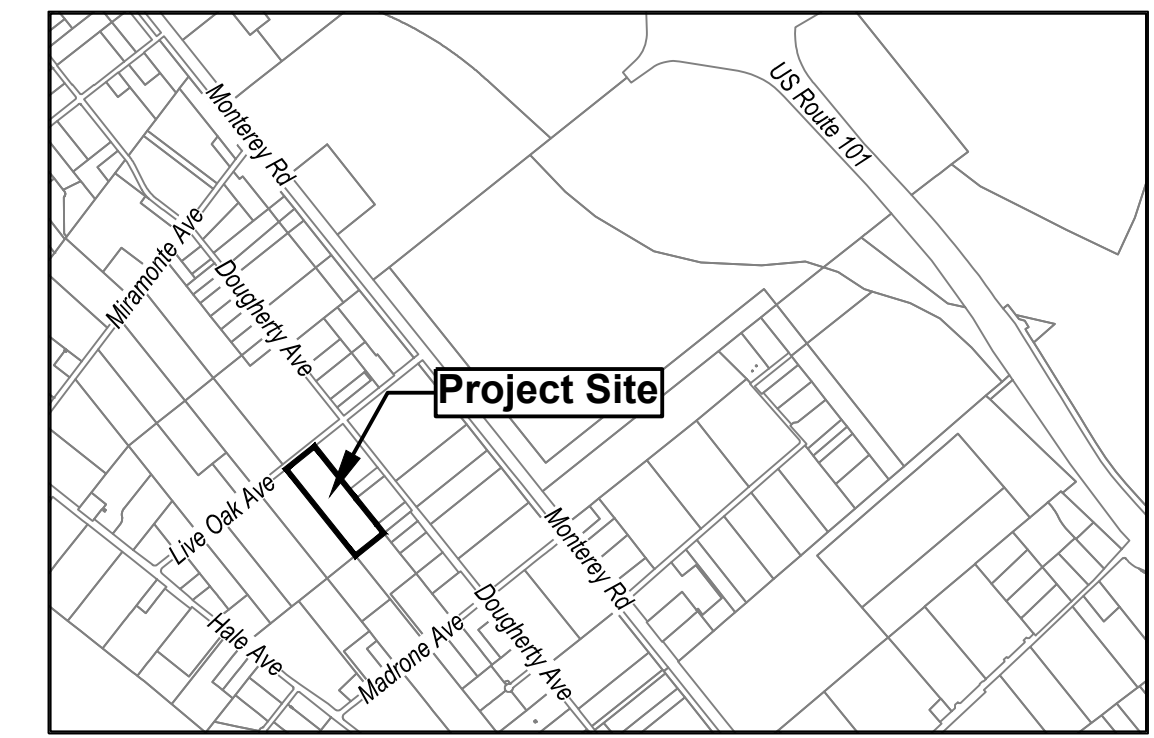 US Route 101
Monterey Rd
Miramonte Ave
Dougherty Ave
Project Site
Live Oak Ave
Monterey Rd
Dougherty Ave
Hale Ave
Madrone Ave